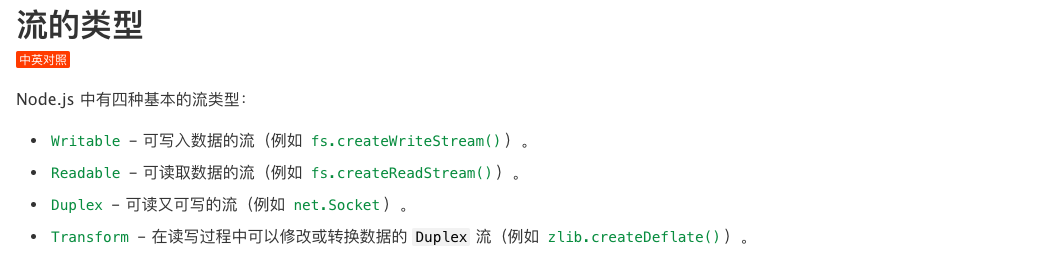 流的类型
中英对照
Node.js 中有四种基本的流类型：
• Writable - 可写入数据的流（例如 fs.createWriteStream()）。
• Readable - 可读取数据的流（例如 fs.createReadStream()）。
• Duplex - 可读又可写的流（例如 net.Socket）。
• Transform - 在读写过程中可以修改或转换数据的 Duplex 流（例如 zlib.createDeflate()）。